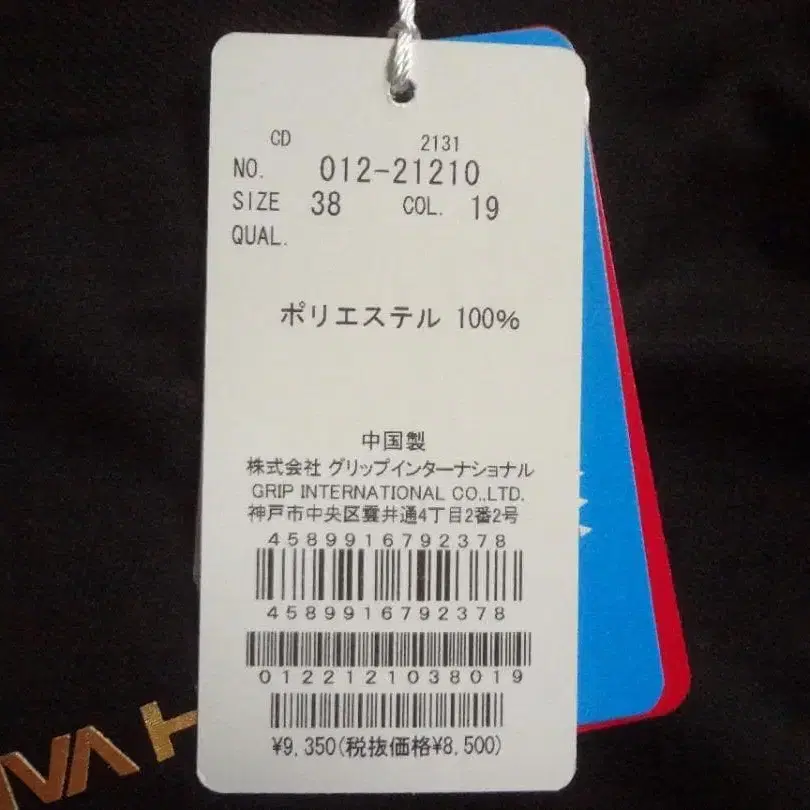 CD 2131
NO. 012-21210
SIZE 38 COL. 19
QUAL.
ポリエステル 100%
中国製
株式会社 グリップインターナショナル
GRIP INTERNATIONAL CO.,LTD.
神戸市中央区雲井通4丁目2番2号
4589916792378
4589916792378
0122121038019
¥9,350(税抜価格¥8,500)